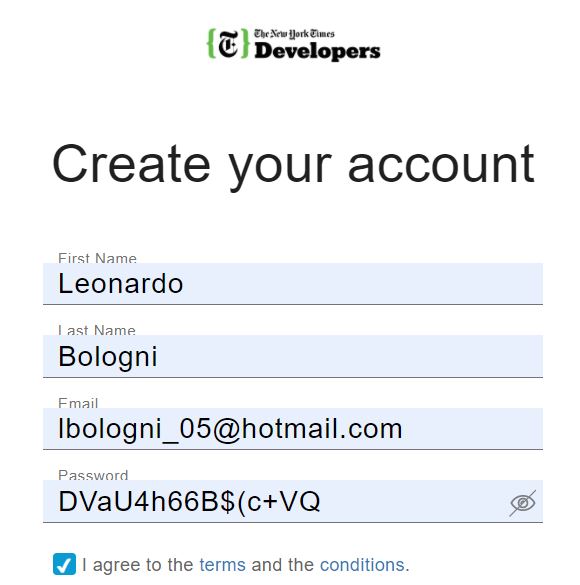 The New York Times
{T} Developers
Create your account
First Name
Leonardo
Last Name
Bologni
Email
lbologni_05@hotmail.com
Password
DVaU4h66B$(c+VQ
I agree to the terms and the conditions.